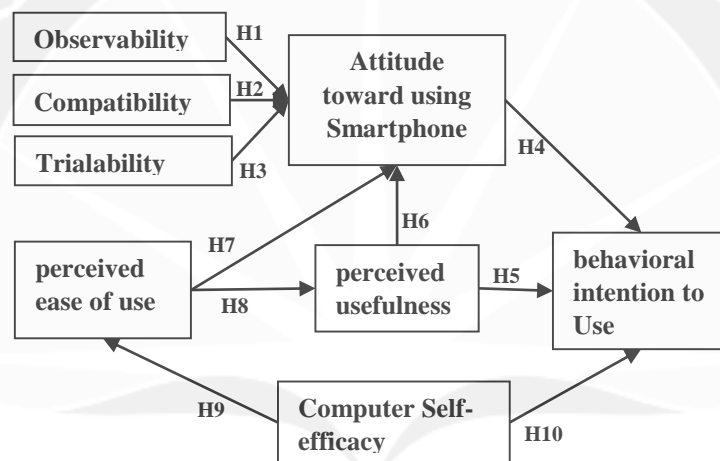 Observability
H1
Attitude
toward using
Smartphone
Compatibility
H2
Trialability
H3
H4
H7
H6
perceived
ease of use
H8
perceived
usefulness
H5
behavioral
intention to
Use
H9
Computer Self-
efficacy
H10